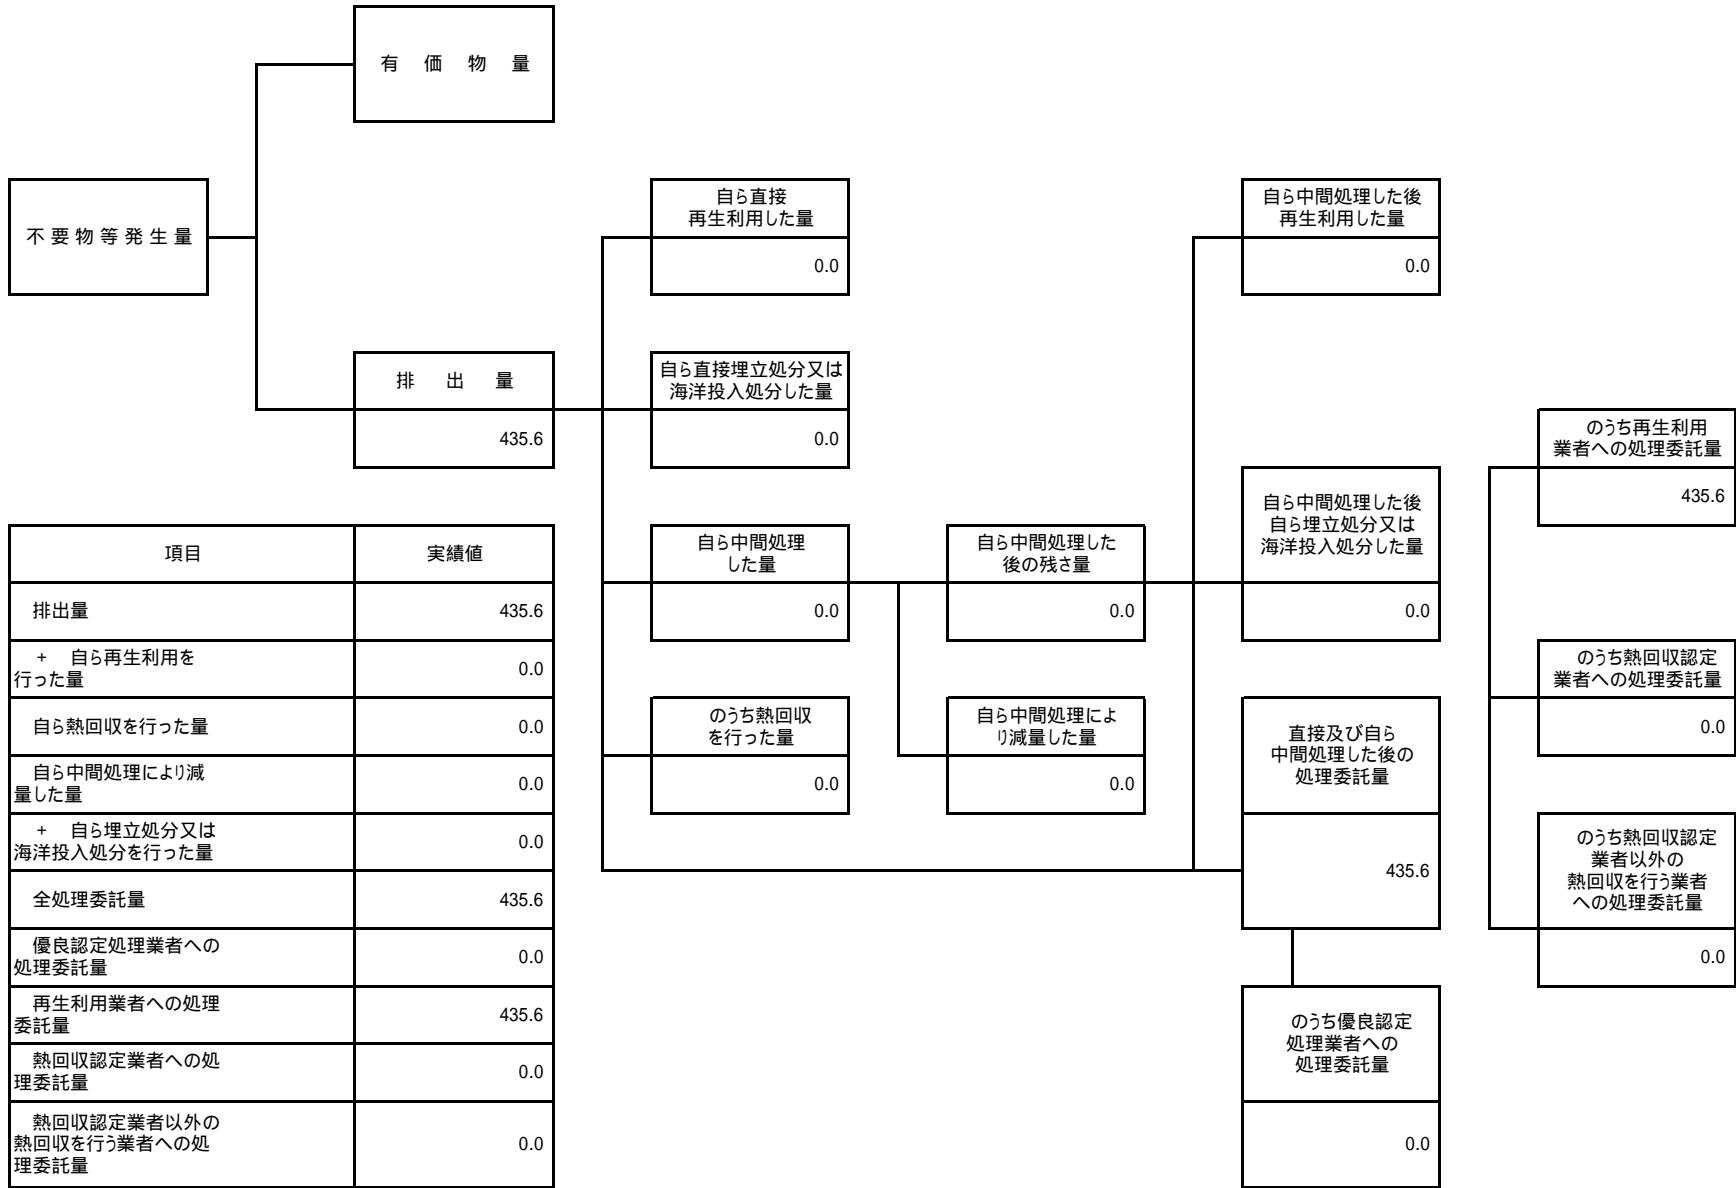 有価物量
不要物等発生量
自ら直接
再生利用した量
0.0
自ら中間処理した後
再生利用した量
0.0
排出量
435.6
自ら直接埋立処分又は
海洋投入処分した量
0.0
のうち再生利用
業者への処理委託量
435.6
自ら中間処理
した量
0.0
自ら中間処理した
後の残さ量
0.0
自ら中間処理した後
自ら埋立処分又は
海洋投入処分した量
0.0
のうち熱回収認定
業者への処理委託量
0.0
のうち熱回収
を行った量
0.0
自ら中間処理によ
り減量した量
0.0
直接及び自ら
中間処理した後の
処理委託量
435.6
のうち熱回収認定
業者以外の
熱回収を行う業者
への処理委託量
0.0
のうち優良認定
処理業者への
処理委託量
0.0
項目 実績値
排出量 435.6
+ 自ら再生利用を
行った量 0.0
自ら熱回収を行った量 0.0
自ら中間処理により減
量した量 0.0
+ 自ら埋立処分又は
海洋投入処分を行った量 0.0
全処理委託量 435.6
優良認定処理業者への
処理委託量 0.0
再生利用業者への処理
委託量 435.6
熱回収認定業者への処
理委託量 0.0
熱回収認定業者以外の
熱回収を行う業者への処
理委託量 0.0